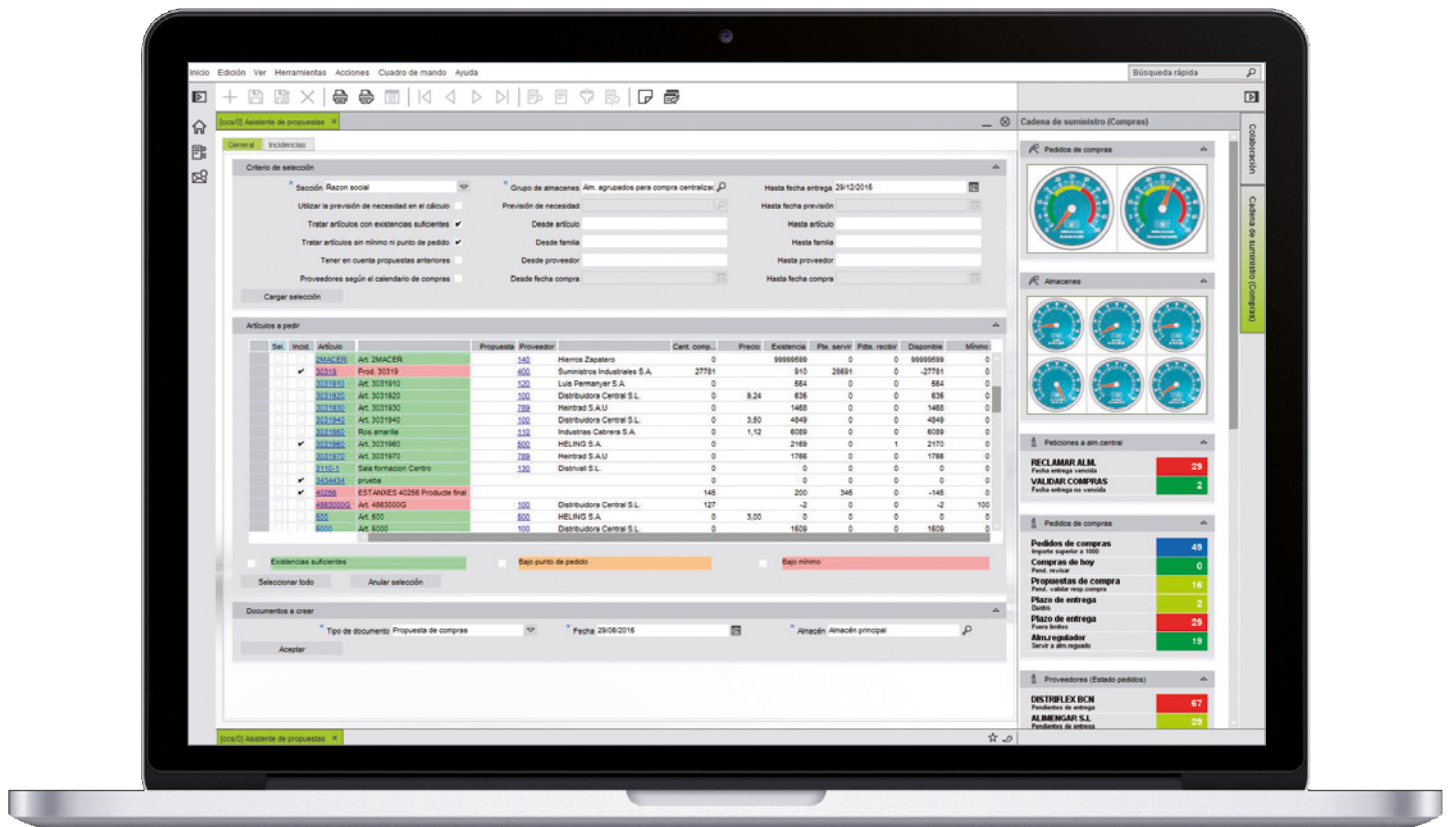 Inicio Edición Ver Herramientas Acciones Cuadro de mando Ayuda
Búsqueda rápida
[ccs/0] Asistente de propuestas ×
Cadena de suministro (Compras)
Colaboración
Cadena de suministro (Compras)
General Incidencias
Criterio de selección
* Sección Razon social * Grupo de almacenes Alm. agrupados para compra centralizac Hasta fecha entrega 29/12/2016
Utilizar la previsión de necesidad en el cálculo Previsión de necesidad Hasta fecha previsión
Tratar artículos con existencias suficientes ✔ Desde artículo Hasta artículo
Tratar artículos sin mínimo ni punto de pedido ✔ Desde familia Hasta familia
Tener en cuenta propuestas anteriores Desde proveedor Hasta proveedor
Proveedores según el calendario de compras Desde fecha compra Hasta fecha compra
Cargar selección
Artículos a pedir
Sel. Incid. Artículo Propuesta Proveedor Cant. comp... Precio Existencia Pte. servir Pdte. recibir Disponible Mínimo
2MACER Art. 2MACER 140 Hierros Zapatero 0 99999599 0 0 99999599 0
✔ 30319 Prod. 30319 400 Suministros Industriales S.A. 27781 910 28691 0 -27781 0
3031910 Art. 3031910 120 Luis Permanyer S.A. 0 564 0 0 564 0
3031920 Art. 3031920 100 Distribuidora Central S.L. 0 9,24 636 0 0 636 0
3031930 Art. 3031930 789 Heintrad S.A.U 0 1468 0 0 1468 0
3031940 Art. 3031940 100 Distribuidora Central S.L. 0 3,50 4849 0 0 4849 0
3031950 Ros amarilla 110 Industrias Cabrera S.A. 0 1,12 6089 0 0 6089 0
✔ 3031960 Art. 3031960 500 HELING S.A. 0 2169 0 1 2170 0
3031970 Art. 3031970 789 Heintrad S.A.U 0 1766 0 0 1766 0
3110-1 Sala formacion Centro 130 Distrivall S.L. 0 0 0 0 0 0
✔ 3434434 prueba 0 0 0 0 0 0
✔ 40256 ESTANXES 40256 Producte final 146 200 346 0 -146 0
4863000G Art. 4863000G 100 Distribuidora Central S.L. 127 -2 0 0 -2 100
500 Art. 500 500 HELING S.A. 0 3,00 0 0 0 0 0
5000 Art. 5000 100 Distribuidora Central S.L. 0 1509 0 0 1509 0
Existencias suficientes Bajo punto de pedido Bajo mínimo
Seleccionar todo Anular selección
Documentos a crear
* Tipo de documento Propuesta de compras * Fecha 29/06/2016 * Almacén Almacén principal
Aceptar
[ccs/0] Asistente de propuestas ×
Pedidos de compras
Almacenes
Peticiones a alm.central
RECLAMAR ALM. 29
Fecha entrega vencida
VALIDAR COMPRAS 2
Fecha entrega no vencida
Pedidos de compras
Pedidos de compras 49
Importe superior a 1000
Compras de hoy 0
Pend. revisar
Propuestas de compra 16
Pend. validar resp.compra
Plazo de entrega 2
Dentro
Plazo de entrega 29
Fuera límites
Alm.regulador 19
Servir a alm.reguado
Proveedores (Estado pedidos)
DISTRIFLEX BCN 67
Pendientes de entrega
ALIMENGAR S.L 29
Pendientes de entrega